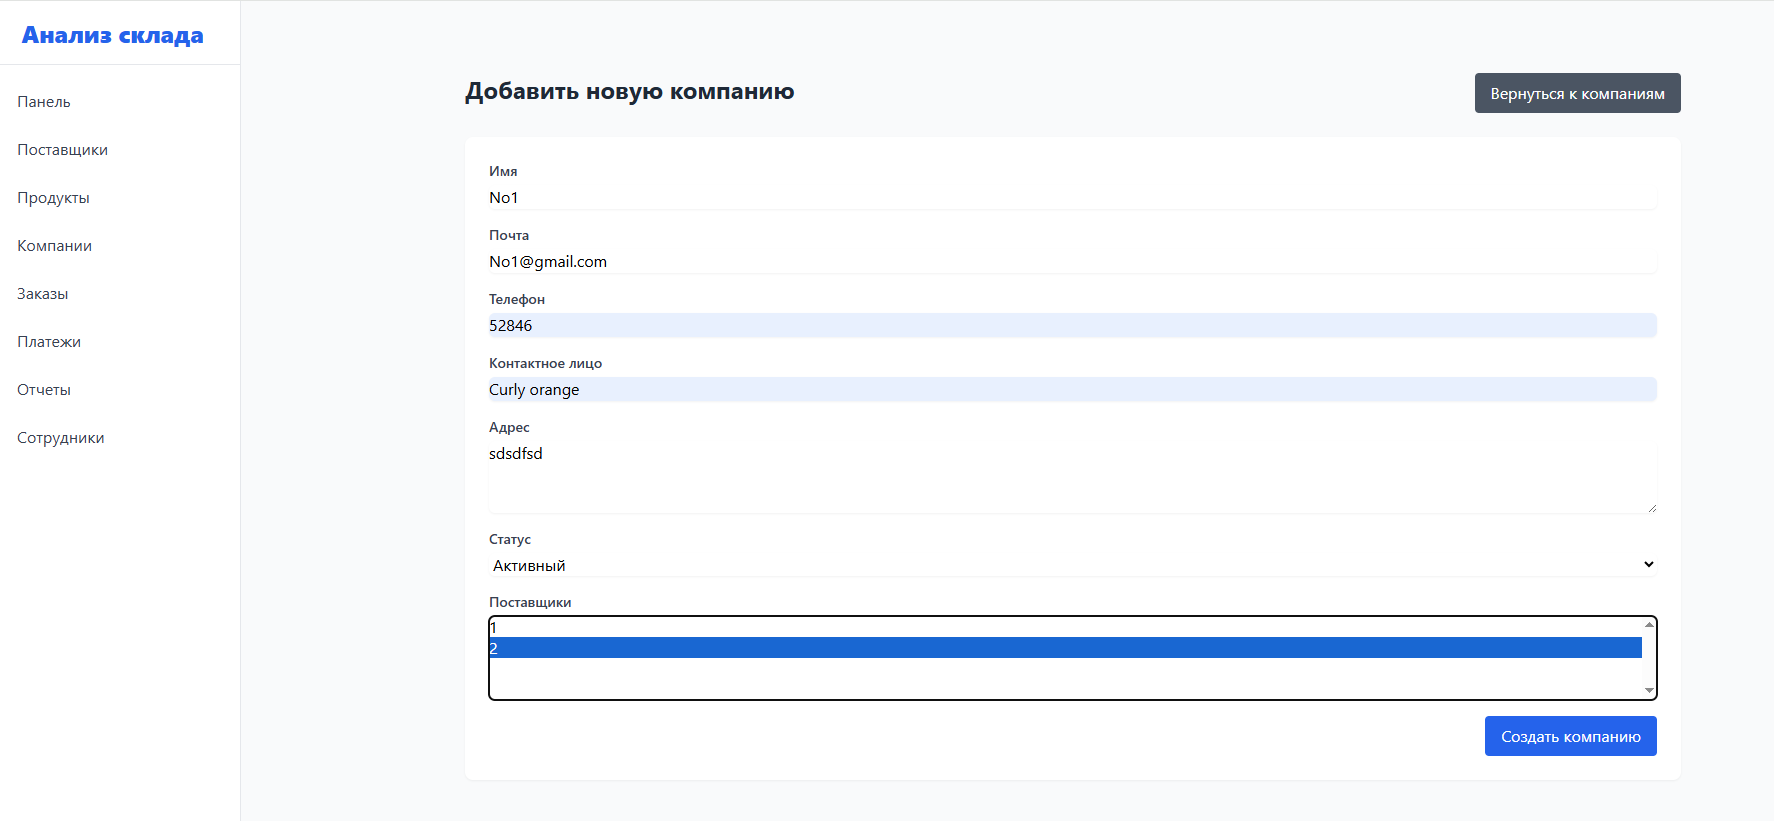 Анализ склада
Панель
Поставщики
Продукты
Компании
Заказы
Платежи
Отчеты
Сотрудники
Добавить новую компанию
Вернуться к компаниям
Имя
No1
Почта
No1@gmail.com
Телефон
52846
Контактное лицо
Curly orange
Адрес
sdsdfsd
Статус
Активный
Поставщики
1
2
Создать компанию